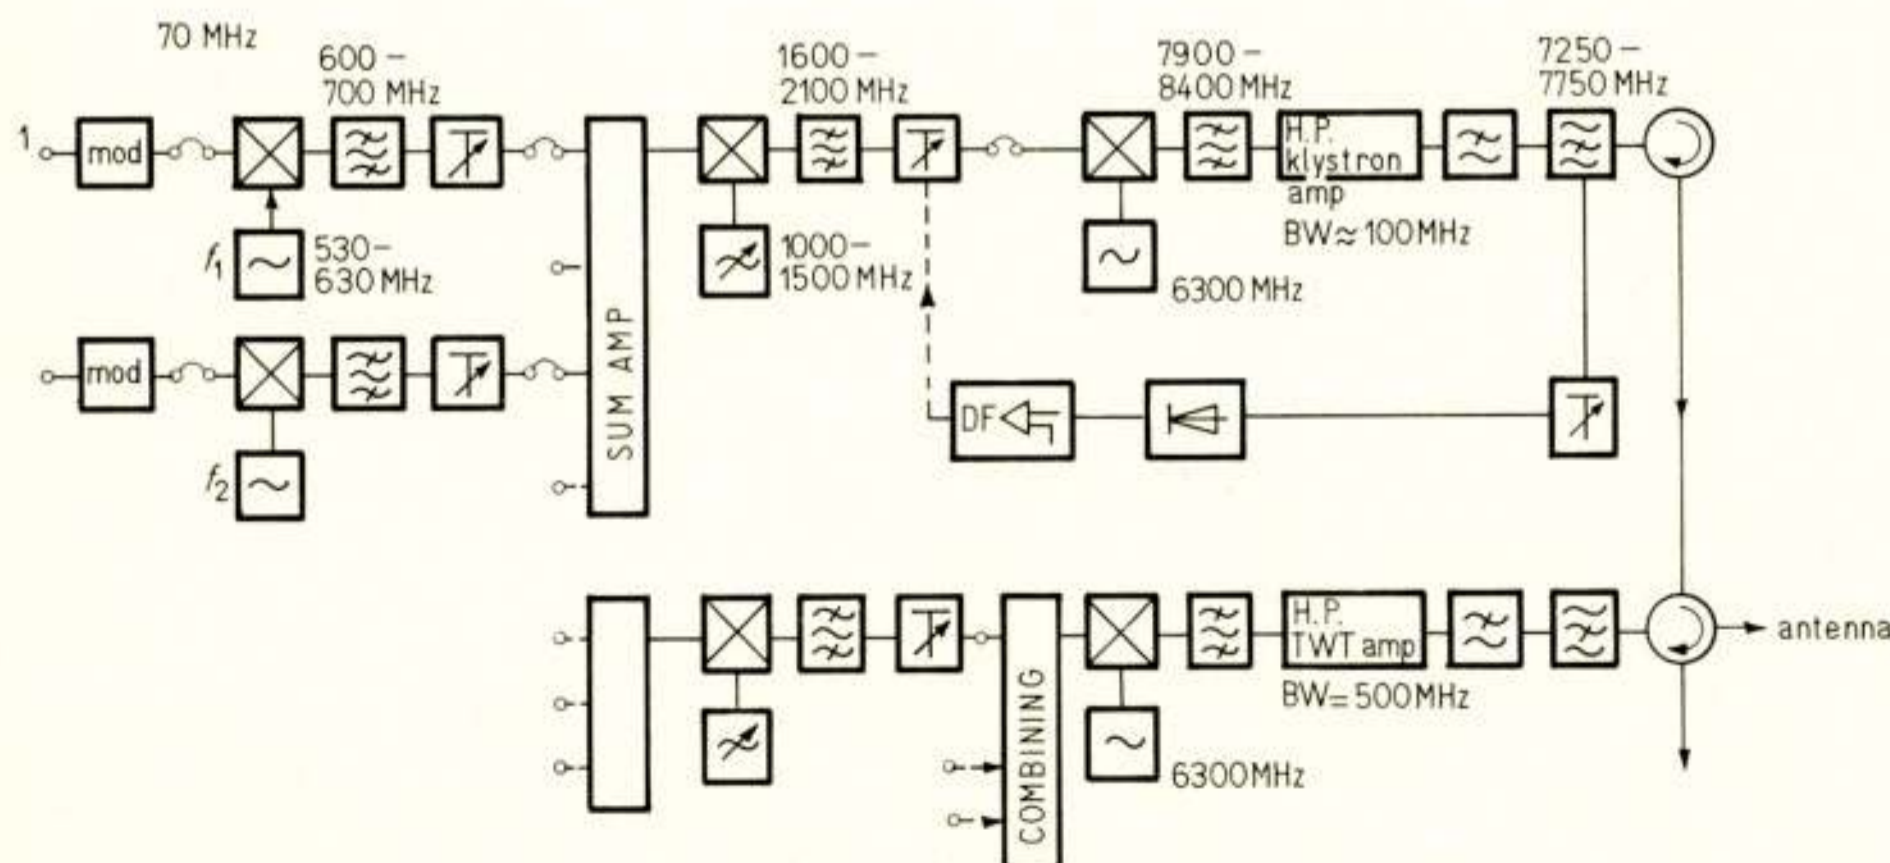 70 MHz
600 –
700 MHz
1600 –
2100 MHz
7900 –
8400 MHz
7250 –
7750 MHz
1
mod
H.P.
klystron
amp
BW ≈ 100 MHz
f1
530 –
630 MHz
1000 –
1500 MHz
6300 MHz
SUM AMP
mod
DF
f2
H.P.
TWT amp
antenna
BW = 500 MHz
COMBINING
6300 MHz